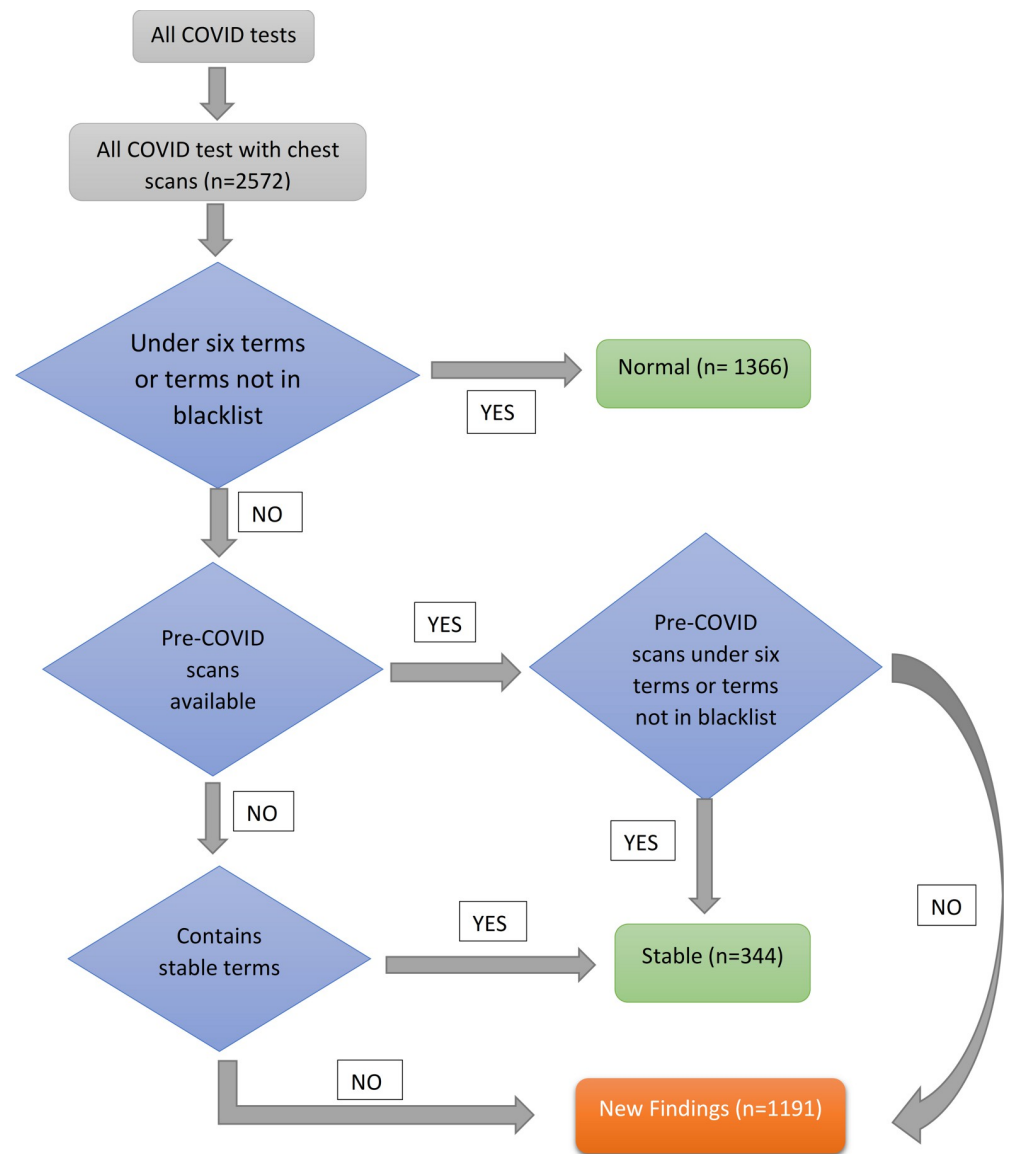 All COVID tests
All COVID test with chest
scans (n=2572)
Under six terms
or terms not in
blacklist
YES
Normal (n= 1366)
NO
Pre-COVID
scans
available
YES
Pre-COVID
scans under six
terms or terms
not in blacklist
NO
YES
NO
Contains
stable terms
YES
Stable (n=344)
NO
New Findings (n=1191)